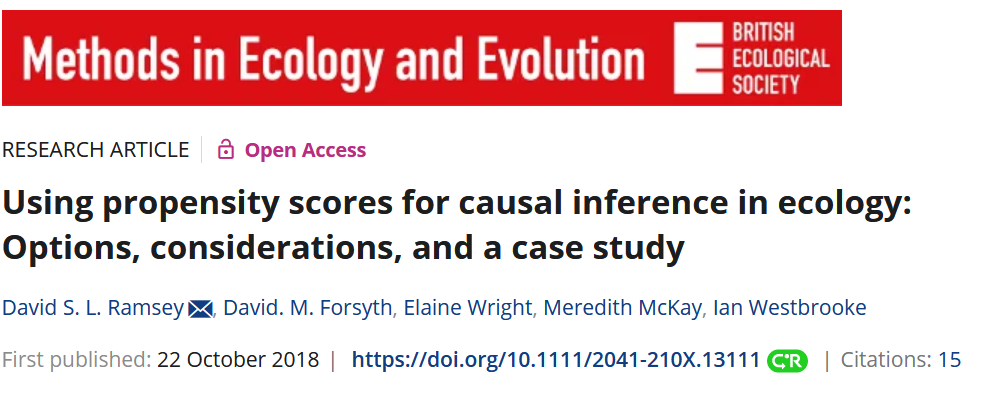 Methods in Ecology and Evolution
BRITISH
ECOLOGICAL
SOCIETY
RESEARCH ARTICLE Open Access
Using propensity scores for causal inference in ecology:
Options, considerations, and a case study
David S. L. Ramsey, David. M. Forsyth, Elaine Wright, Meredith McKay, Ian Westbrooke
First published: 22 October 2018 | https://doi.org/10.1111/2041-210X.13111 | Citations: 15